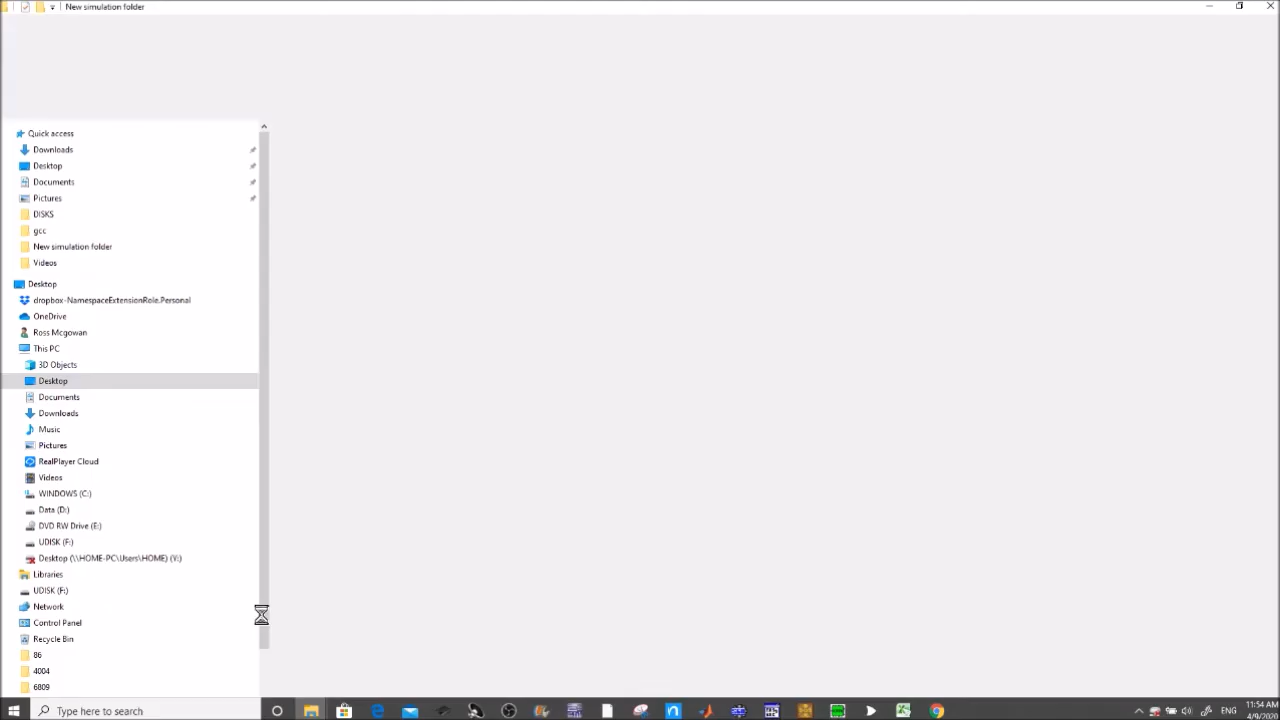 New simulation folder
Quick access
Downloads
Desktop
Documents
Pictures
DISKS
gcc
New simulation folder
Videos
Desktop
dropbox-NamespaceExtensionRole.Personal
OneDrive
Ross Mcgowan
This PC
3D Objects
Desktop
Documents
Downloads
Music
Pictures
RealPlayer Cloud
Videos
WINDOWS (C:)
Data (D:)
DVD RW Drive (E:)
UDISK (F:)
Desktop (\\HOME-PC\Users\HOME) (Y:)
Libraries
UDISK (F:)
Network
Control Panel
Recycle Bin
86
4004
6809
Type here to search
ENG
11:54 AM
4/9/2020